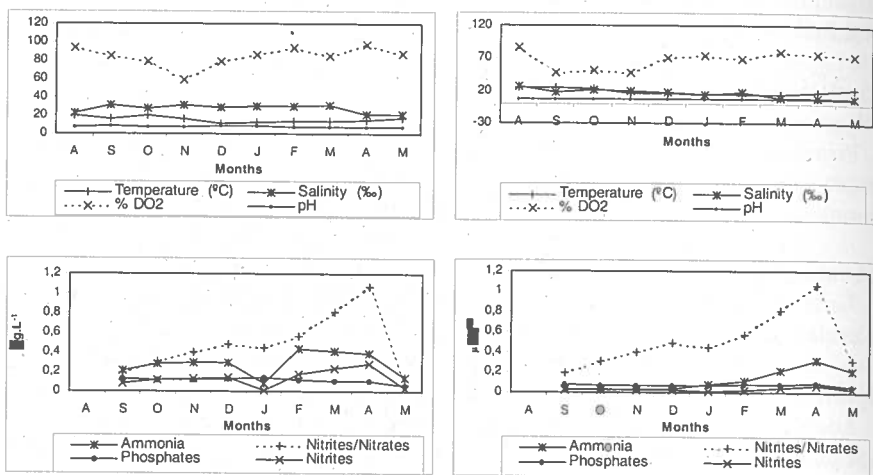 120
100
80
60
40
20
0
A S O N D J F M A M
Months
Temperature (ºC) Salinity (‰)
% DO2 pH
120
70
20
-30
A S O N D J F M A M
Months
Temperature (ºC) Salinity (‰)
% DO2 pH
1,2
1
0,8
0,6
0,4
0,2
0
g.L⁻¹
A S O N D J F M A M
Months
Ammonia Nitrites/Nitrates
Phosphates Nitrites
1,2
1
0,8
0,6
0,4
0,2
0
µ
A S O N D J F M A M
Months
Ammonia Nitrites/Nitrates
Phosphates Nitrites